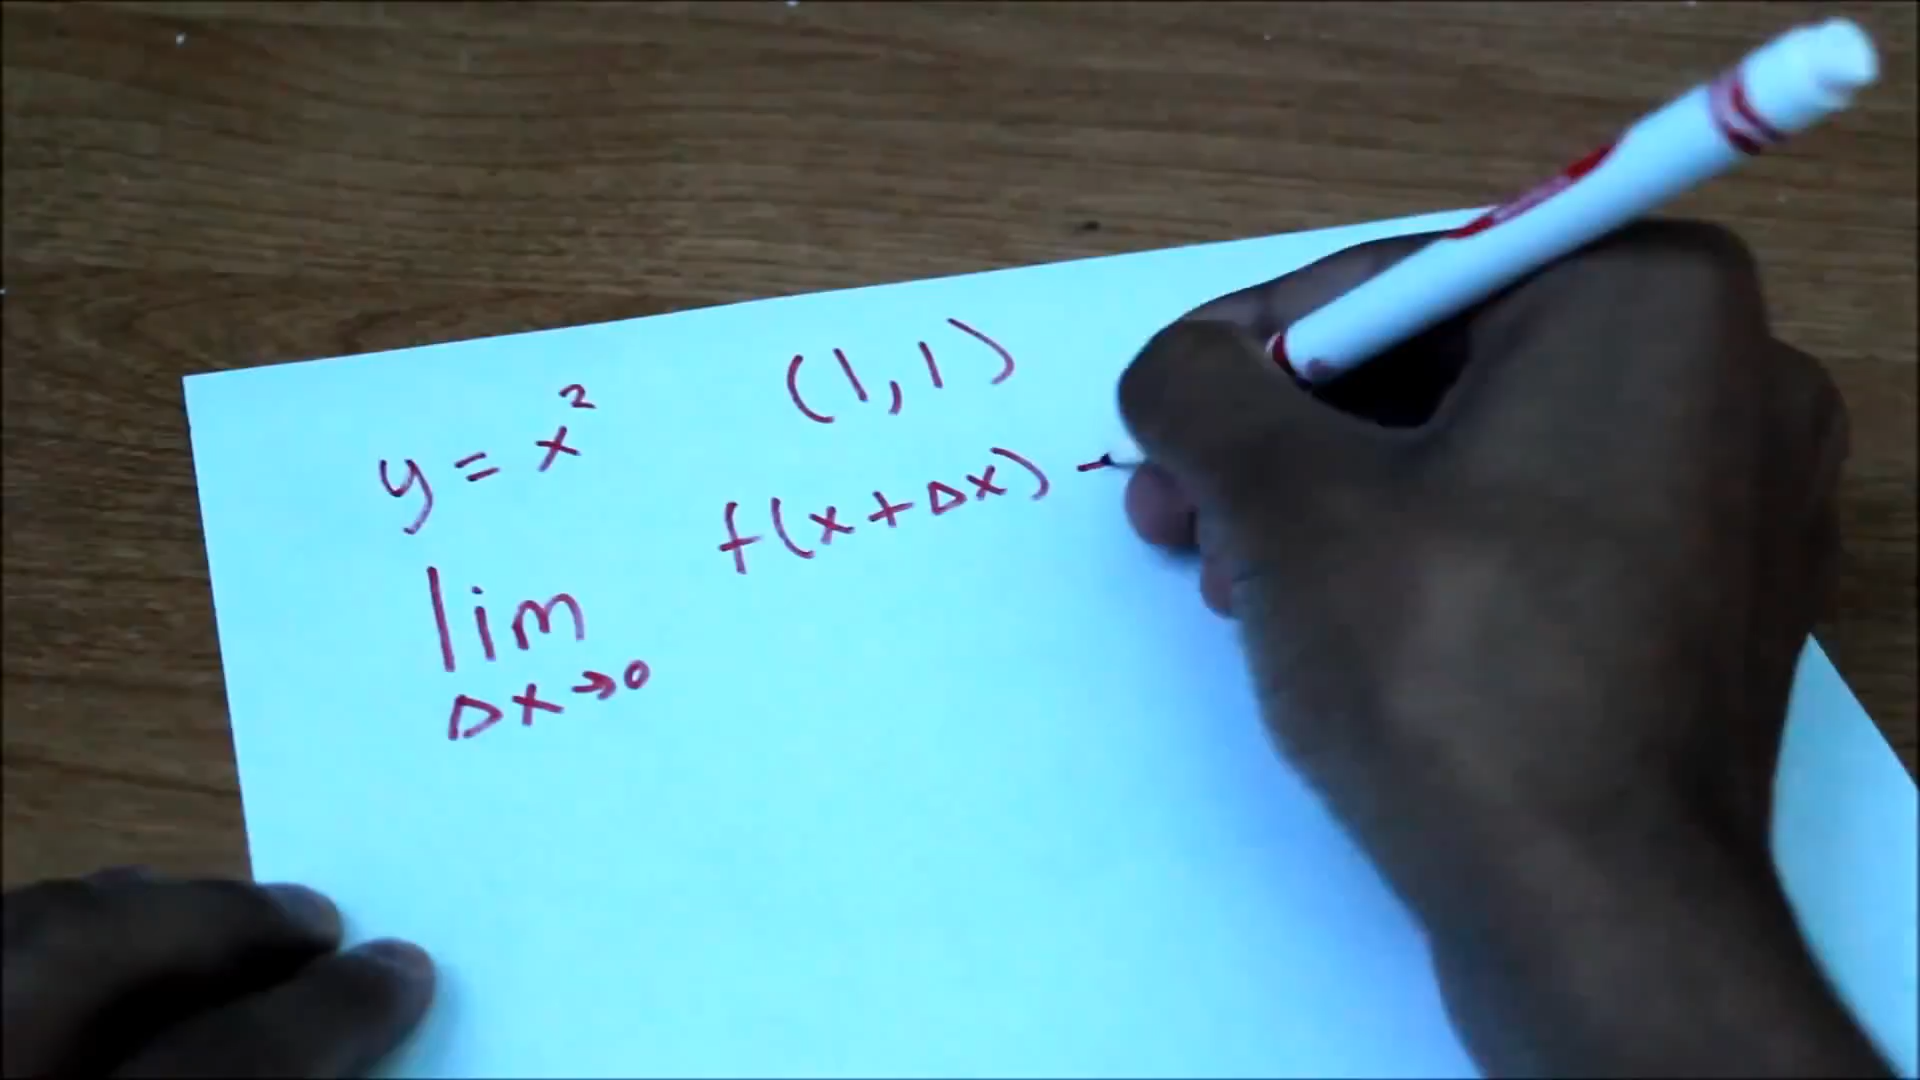 y = x² (1,1)
f(x+Δx) -
lim
Δx→0